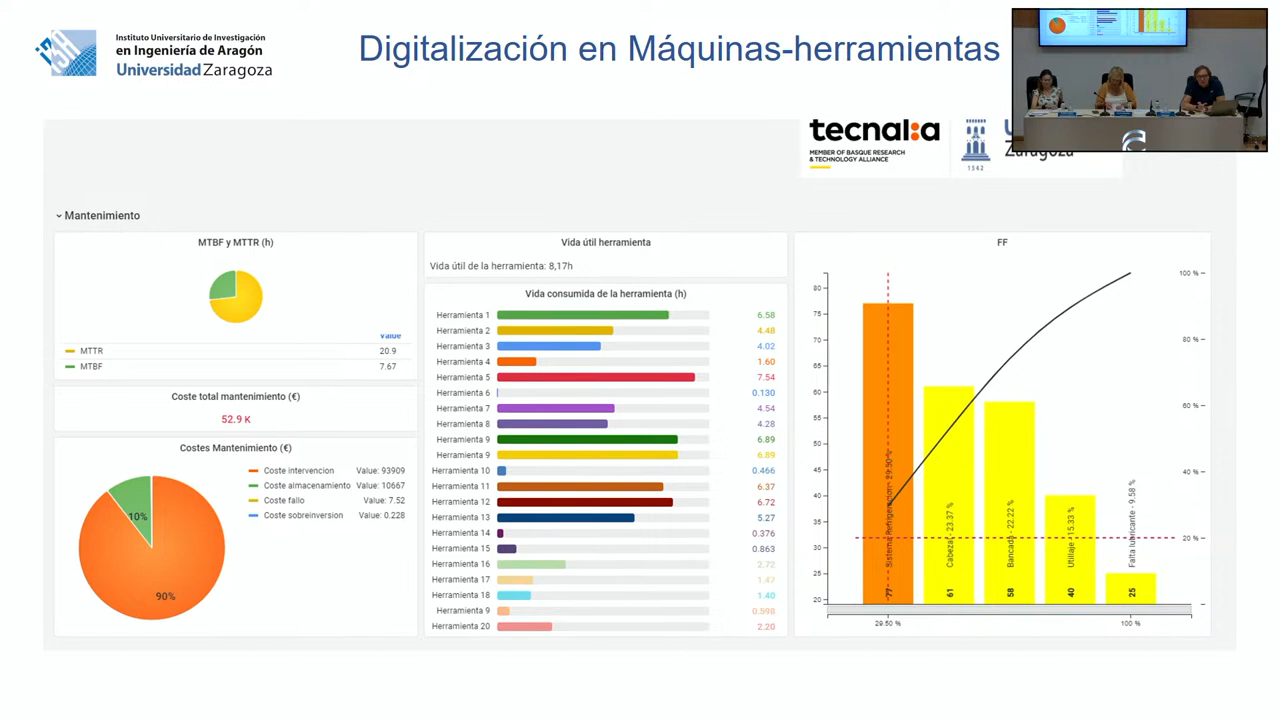 Instituto Universitario de Investigación
en Ingeniería de Aragón
Universidad Zaragoza
Digitalización en Máquinas-herramientas
tecnalia
MEMBER OF BASQUE RESEARCH
& TECHNOLOGY ALLIANCE
1542
Zaragoza
Mantenimiento
MTBF y MTTR (h)
Value
MTTR 20.9
MTBF 7.67
Coste total mantenimiento (€)
52.9 K
Costes Mantenimiento (€)
Coste intervencion Value: 93909
Coste almacenamiento Value: 10667
Coste fallo Value: 7.52
Coste sobreinversion Value: 0.228
10%
90%
Vida útil herramienta
Vida útil de la herramienta: 8,17h
Vida consumida de la herramienta (h)
Herramienta 1 6.58
Herramienta 2 4.48
Herramienta 3 4.02
Herramienta 4 1.60
Herramienta 5 7.54
Herramienta 6 0.130
Herramienta 7 4.54
Herramienta 8 4.28
Herramienta 9 6.89
Herramienta 9 6.89
Herramienta 10 0.466
Herramienta 11 6.37
Herramienta 12 6.72
Herramienta 13 5.27
Herramienta 14 0.376
Herramienta 15 0.863
Herramienta 16 2.72
Herramienta 17 1.47
Herramienta 18 1.40
Herramienta 9 0.598
Herramienta 20 2.20
FF
80
75
70
65
60
55
50
45
40
35
30
25
20
100 %
80 %
60 %
40 %
20 %
77 Sistema Refrigeracion - 29.50 %
61 Cabezal - 23.37 %
58 Bancada - 22.22 %
40 Utillaje - 15.33 %
25 Falta lubricante - 9.58 %
29.50 %
100 %